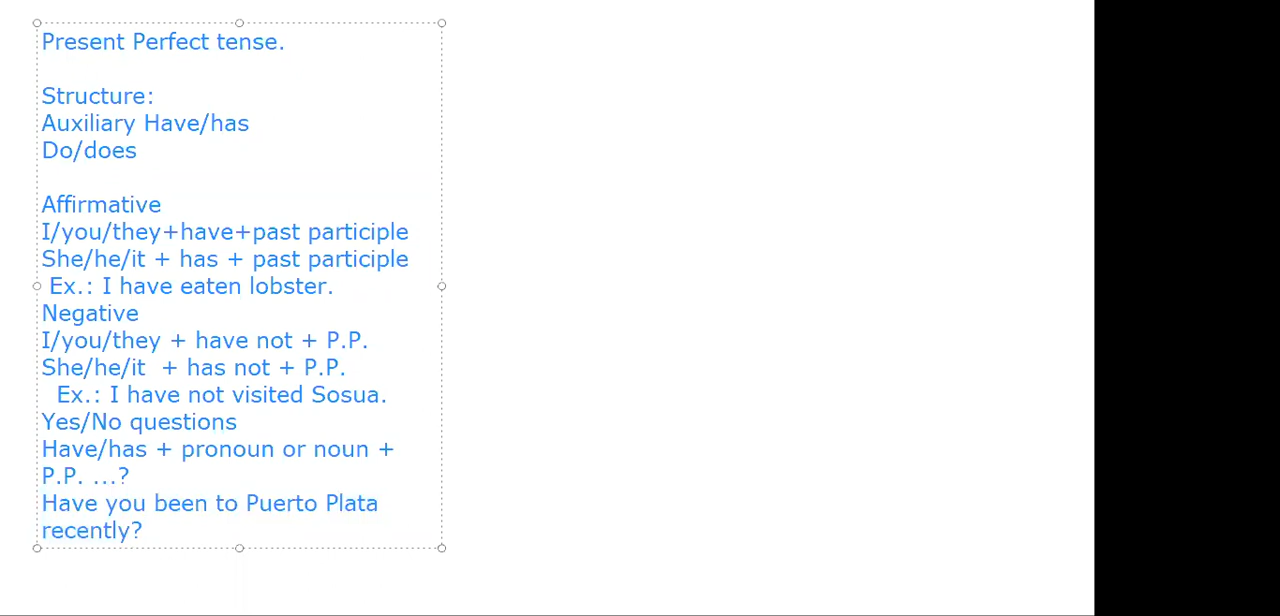 Present Perfect tense.
Structure:
Auxiliary Have/has
Do/does
Affirmative
I/you/they+have+past participle
She/he/it + has + past participle
Ex.: I have eaten lobster.
Negative
I/you/they + have not + P.P.
She/he/it  + has not + P.P.
Ex.: I have not visited Sosua.
Yes/No questions
Have/has + pronoun or noun +
P.P. ...?
Have you been to Puerto Plata
recently?